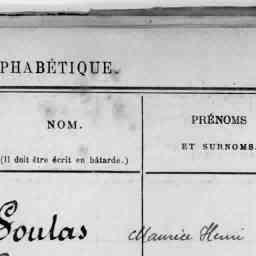 PHABÉTIQUE.
NOM.
PRÉNOMS
ET SURNOMS.
(Il doit être écrit en bâtarde.)
Soulas Maurice Henri